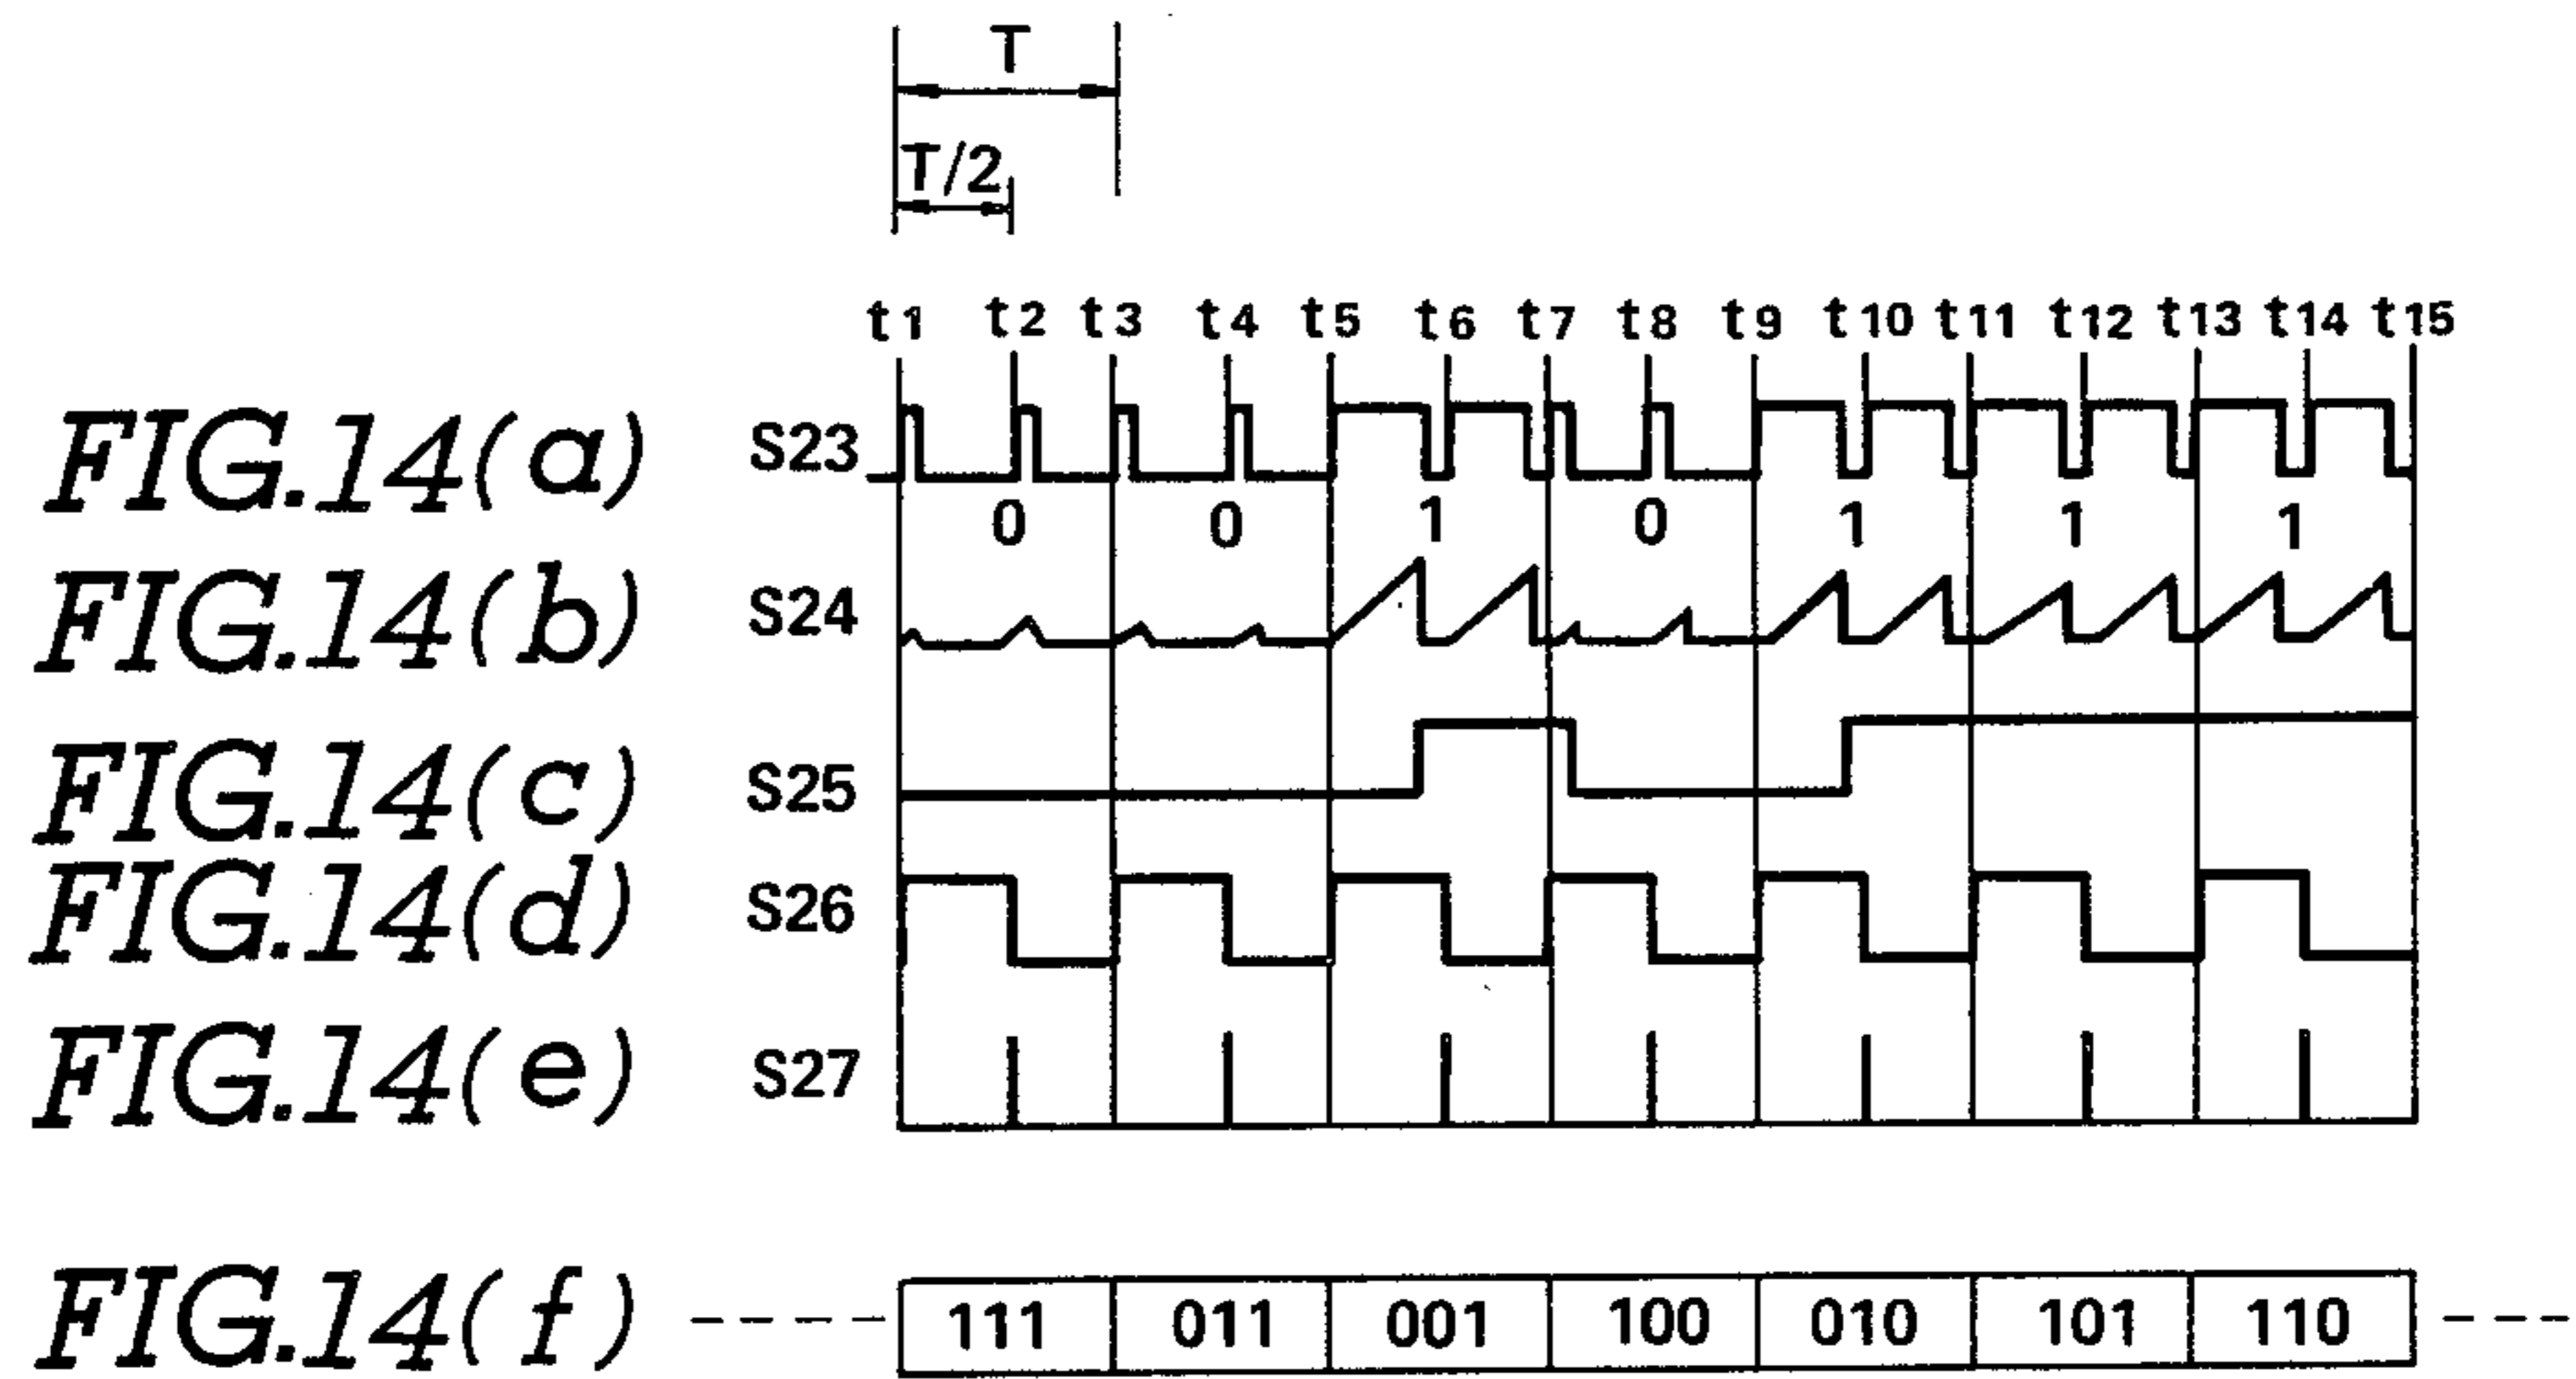 T
T/2
t1 t2 t3 t4 t5 t6 t7 t8 t9 t10 t11 t12 t13 t14 t15
FIG.14(a) S23
0 0 1 0 1 1 1
FIG.14(b) S24
FIG.14(c) S25
FIG.14(d) S26
FIG.14(e) S27
FIG.14(f) 111 011 001 100 010 101 110